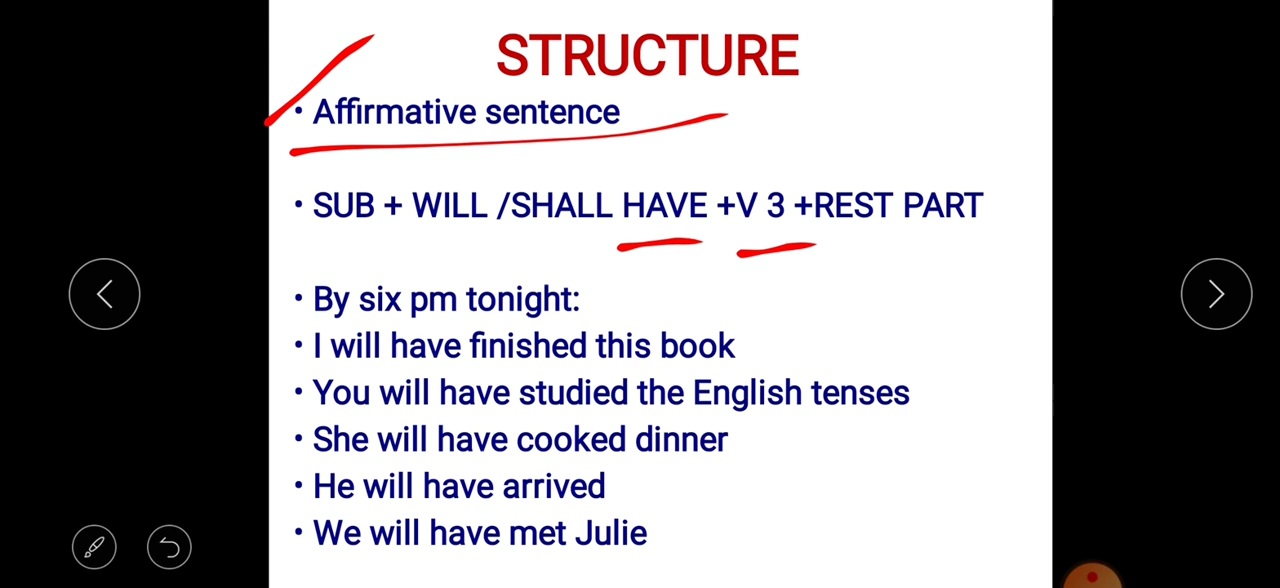 STRUCTURE
• Affirmative sentence
• SUB + WILL /SHALL HAVE +V 3 +REST PART
• By six pm tonight:
• I will have finished this book
• You will have studied the English tenses
• She will have cooked dinner
• He will have arrived
• We will have met Julie